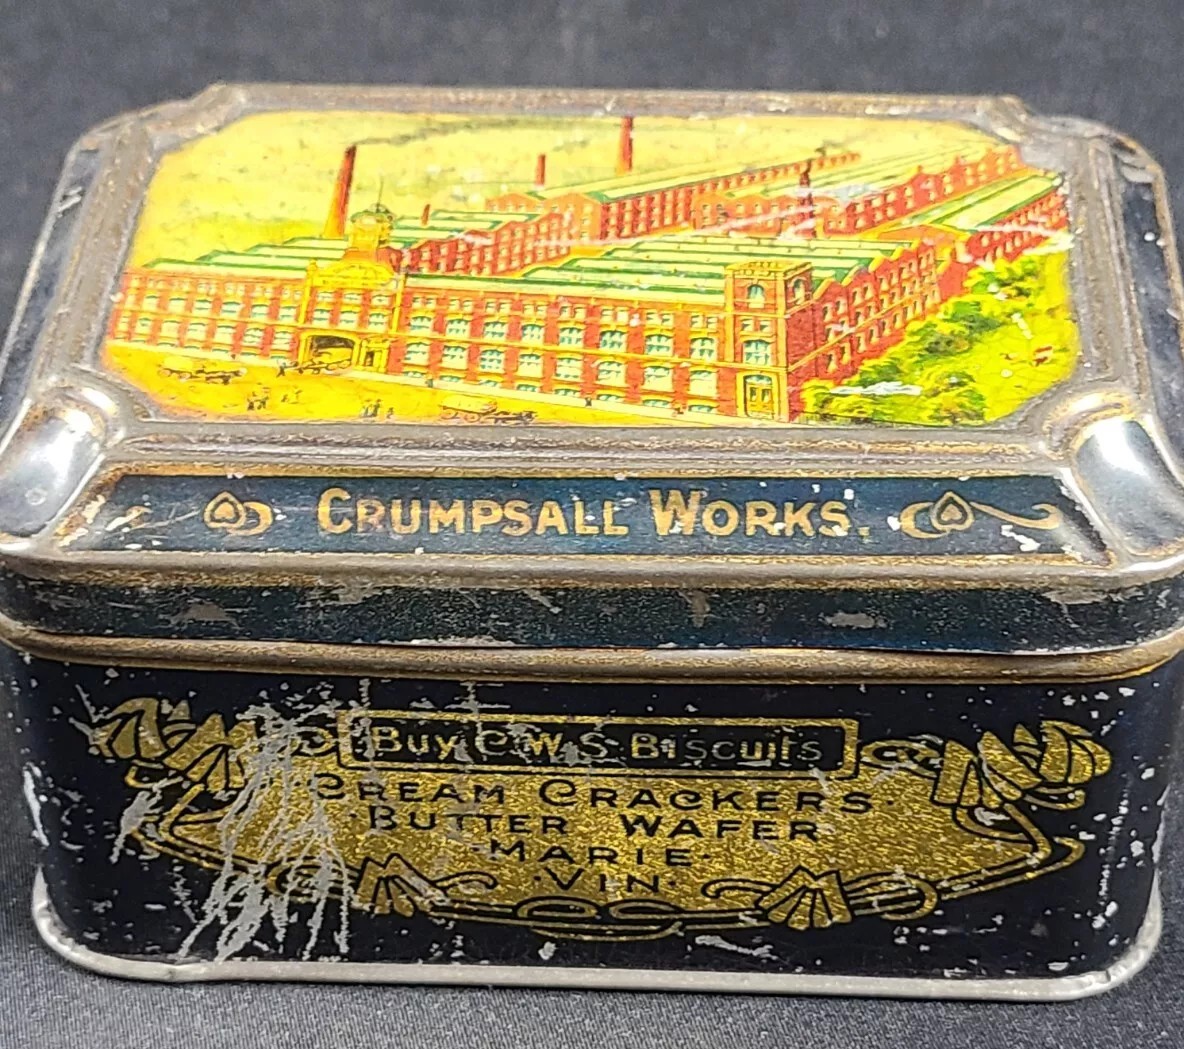 CRUMPSALL WORKS.
Buy C.W.S. Biscuits
CREAM CRACKERS.
·BUTTER WAFER
·MARIE·
·VIN·